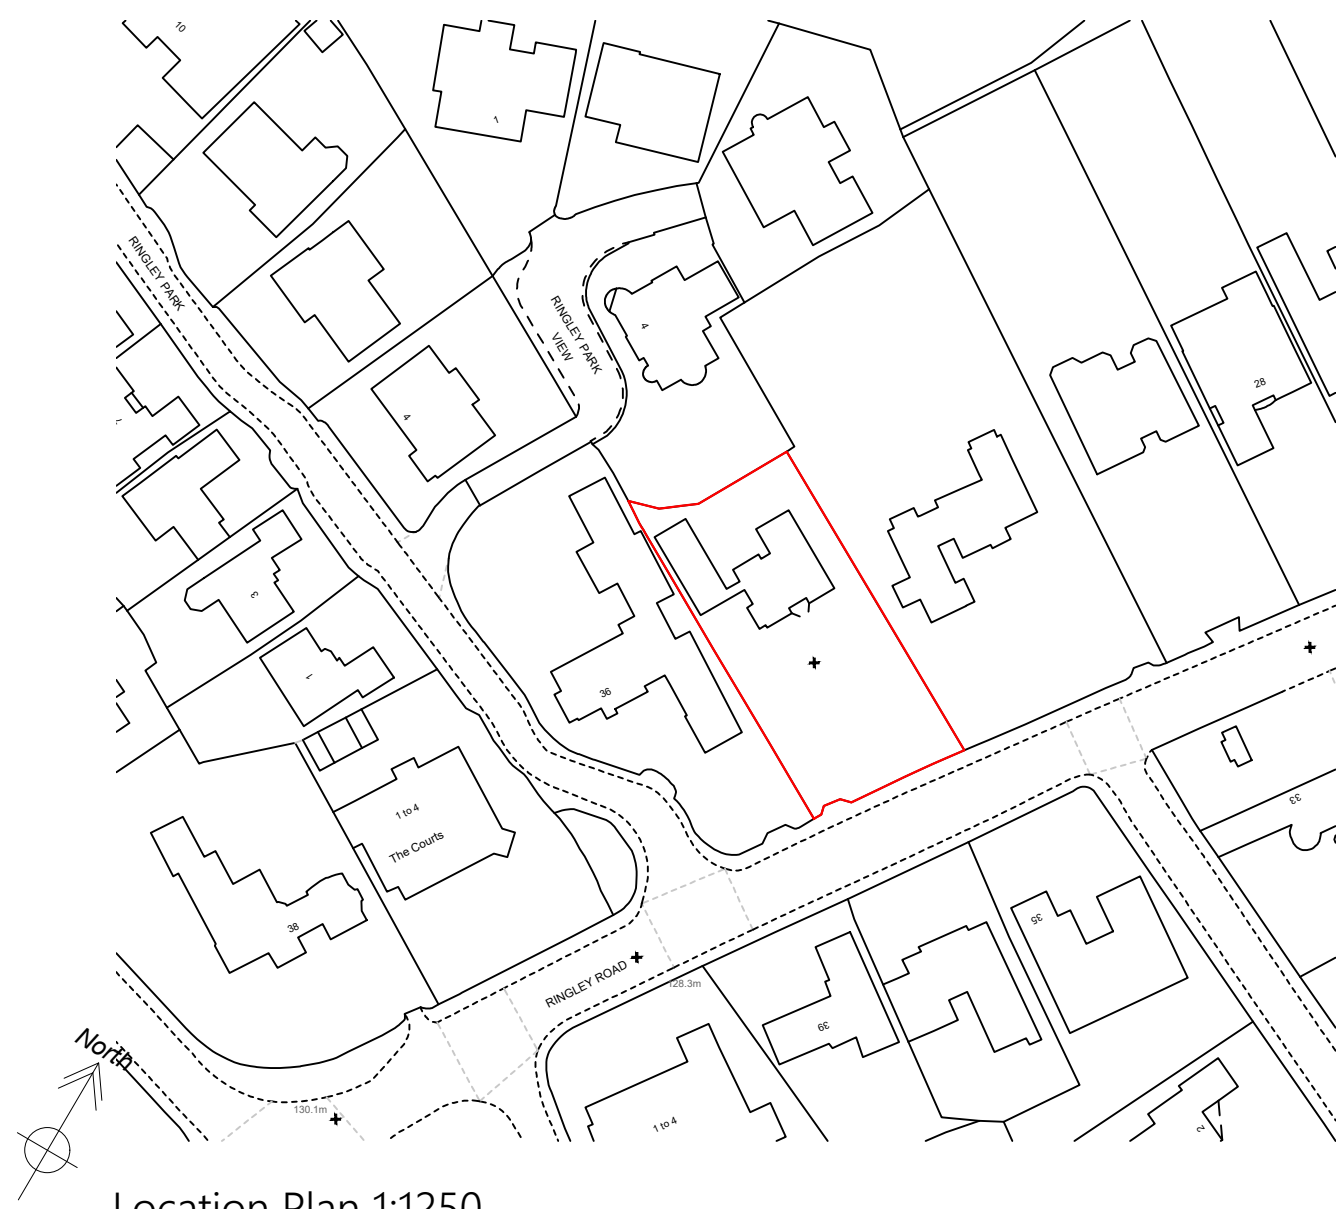 10
1
RINGLEY PARK
RINGLEY PARK
VIEW
4
4
28
3
1
36
33
1 to 4
The Courts
38
35
RINGLEY ROAD
128.3m
39
North
130.1m
1 to 4
2
Location Plan 1:1250